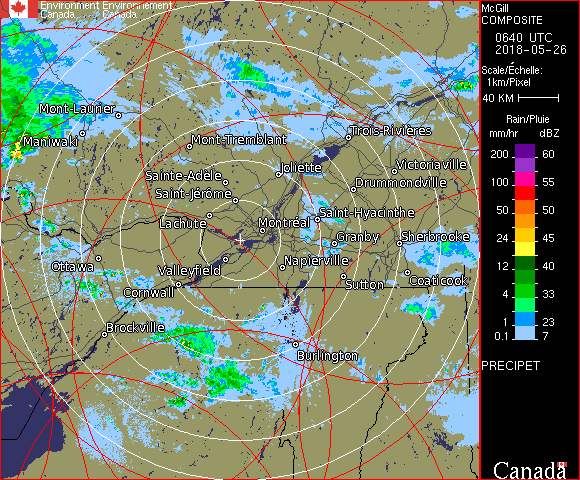 Environment Environnement
Canada Canada
McGill
COMPOSITE
0640 UTC
2018-05-26
Scale/Échelle:
1km/Pixel
40 KM
Rain/Pluie
mm/hr dBZ
200 60
100 55
50 50
24 45
12 40
4 33
1 23
0.1 7
PRECIPET
Canada
Mont-Laurier
Maniwaki
Mont-Tremblant
Trois-Rivières
Joliette
Victoriaville
Sainte-Adèle
Drummondville
Saint-Jérôme
Saint-Hyacinthe
Lachute
Montréal
Granby
Sherbrooke
Ottawa
Valleyfield
Napierville
Cornwall
Sutton
Coaticook
Brockville
Burlington